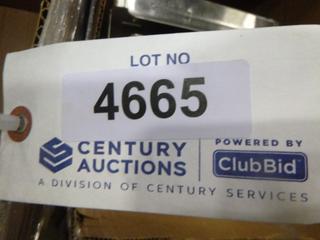 LOT NO
4665
CENTURY
AUCTIONS
POWERED BY
ClubBid
A DIVISION OF CENTURY SERVICES